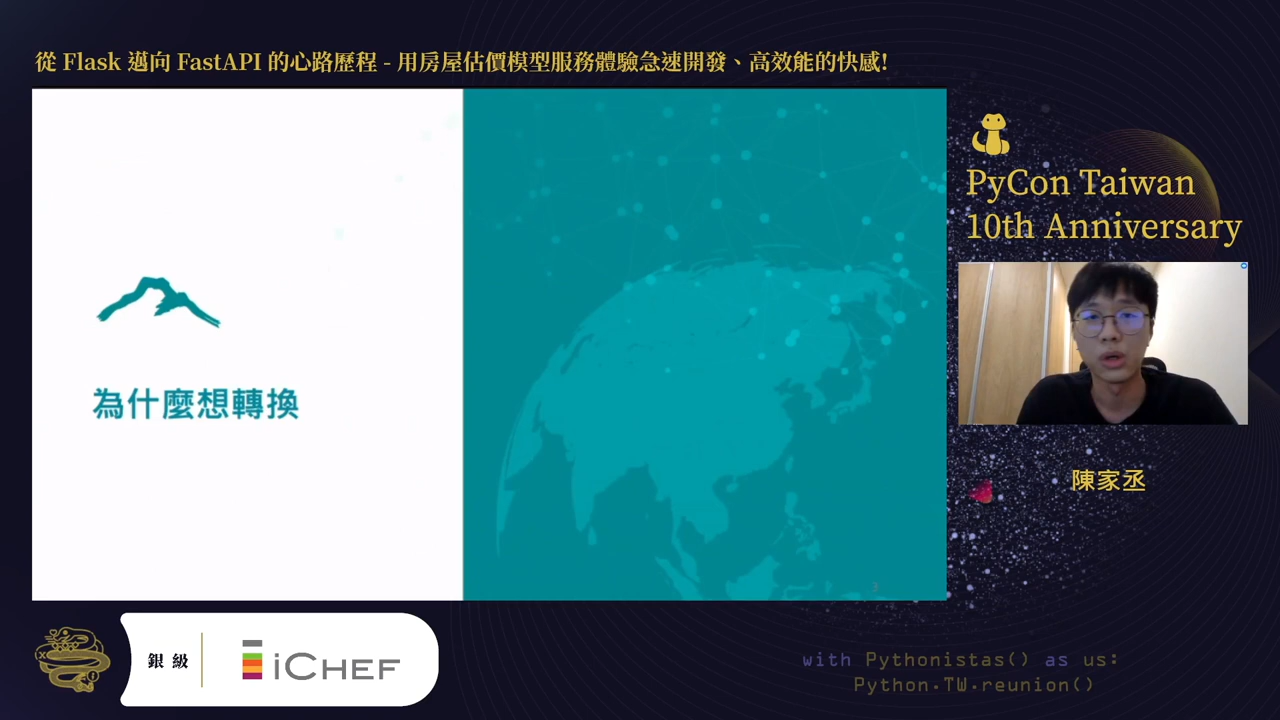 從 Flask 邁向 FastAPI 的心路歷程 - 用房屋估價模型服務體驗急速開發、高效能的快感!
PyCon Taiwan
10th Anniversary
為什麼想轉換
3
陳家丞
銀級
iCHEF
with Pythonistas() as us:
Python.TW.reunion()